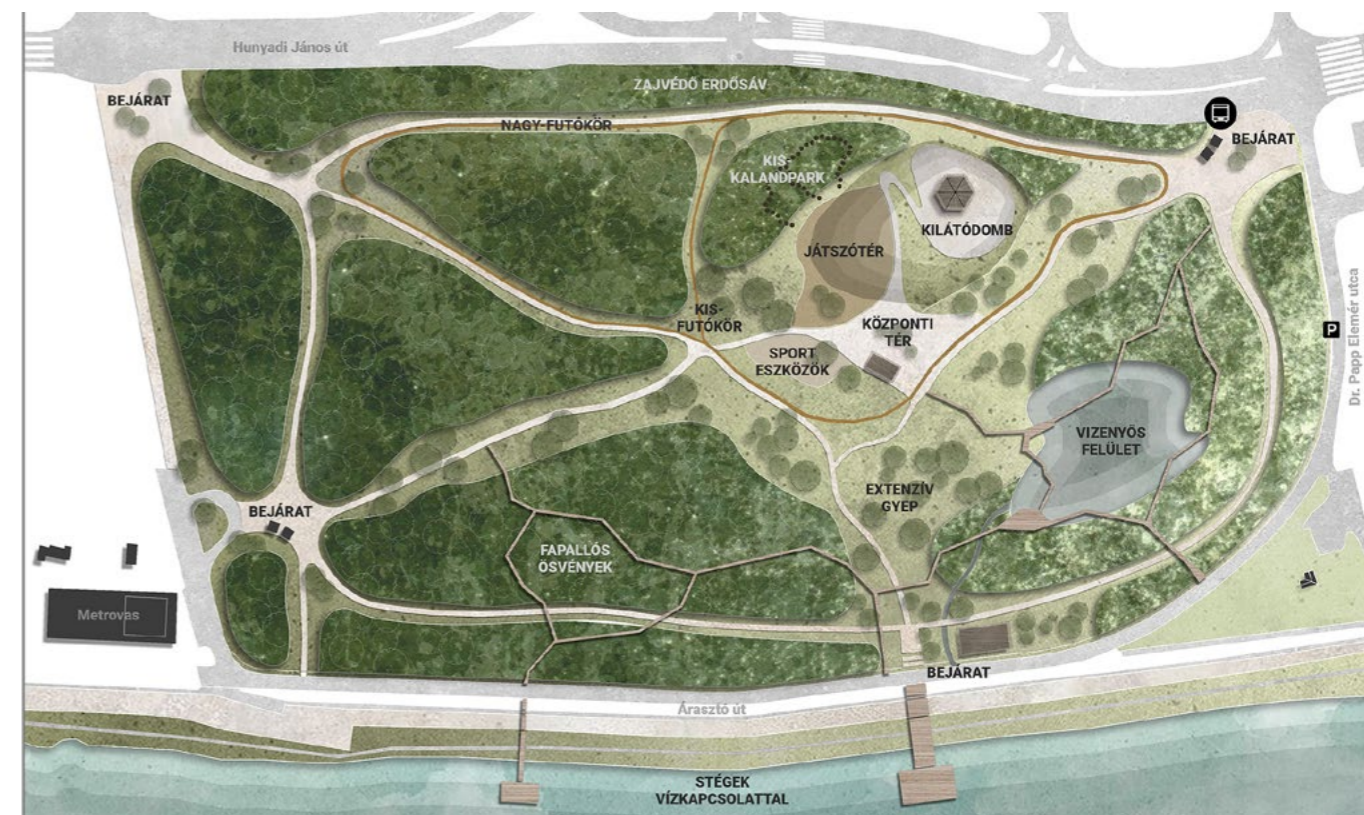 Hunyadi János út
ZAJVÉDŐ ERDŐSÁV
BEJÁRAT
NAGY-FUTÓKÖR
BEJÁRAT
KIS-
KALANDPARK
KILÁTÓDOMB
JÁTSZÓTÉR
KIS-
FUTÓKÖR
KÖZPONTI
TÉR
P
SPORT
ESZKÖZÖK
Dr. Papp Elemér utca
VIZENYŐS
FELÜLET
EXTENZÍV
GYEP
BEJÁRAT
FAPALLÓS
ÖSVÉNYEK
Metrovas
BEJÁRAT
Árasztó út
STÉGEK
VÍZKAPCSOLATTAL